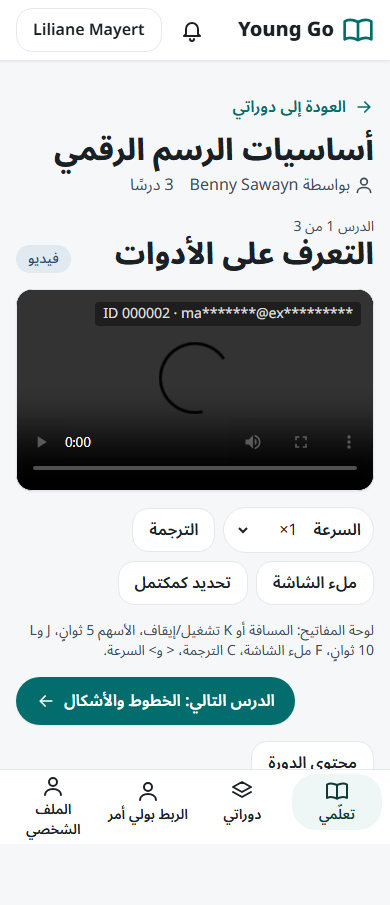 Young Go
Liliane Mayert
العودة إلى دوراتي
أساسيات الرسم الرقمي
بواسطة Benny Sawayn
3 درسًا
الدرس 1 من 3
التعرف على الأدوات
فيديو
ID 000002 · ma*******@ex*********
0:00
السرعة
1×
الترجمة
ملء الشاشة
تحديد كمكتمل
لوحة المفاتيح: المسافة أو K تشغيل/إيقاف، الأسهم 5 ثوانٍ، J وL
10 ثوانٍ، F ملء الشاشة، C الترجمة، < و> السرعة.
الدرس التالي: الخطوط والأشكال
محتوى الدورة
تعلّمي
دوراتي
الربط بولي أمر
الملف
الشخصي